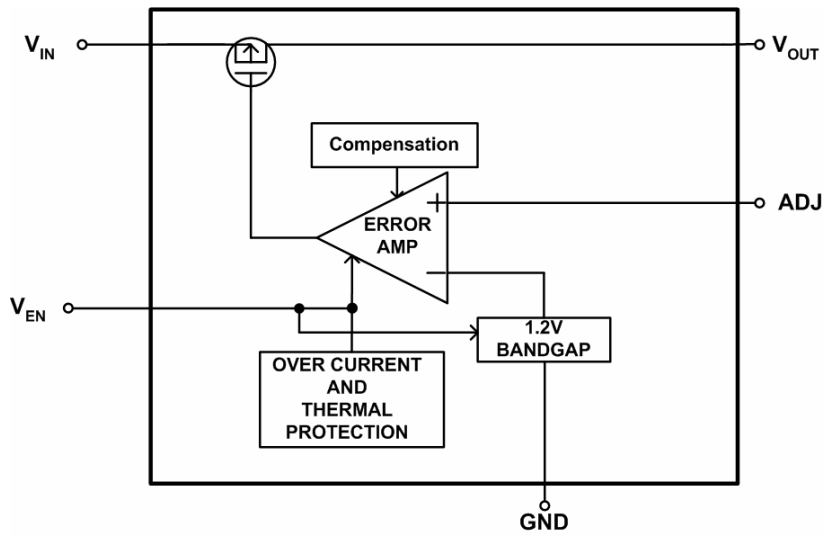 VIN
VOUT
Compensation
+
ADJ
ERROR
AMP
−
VEN
1.2V
BANDGAP
OVER CURRENT
AND
THERMAL
PROTECTION
GND